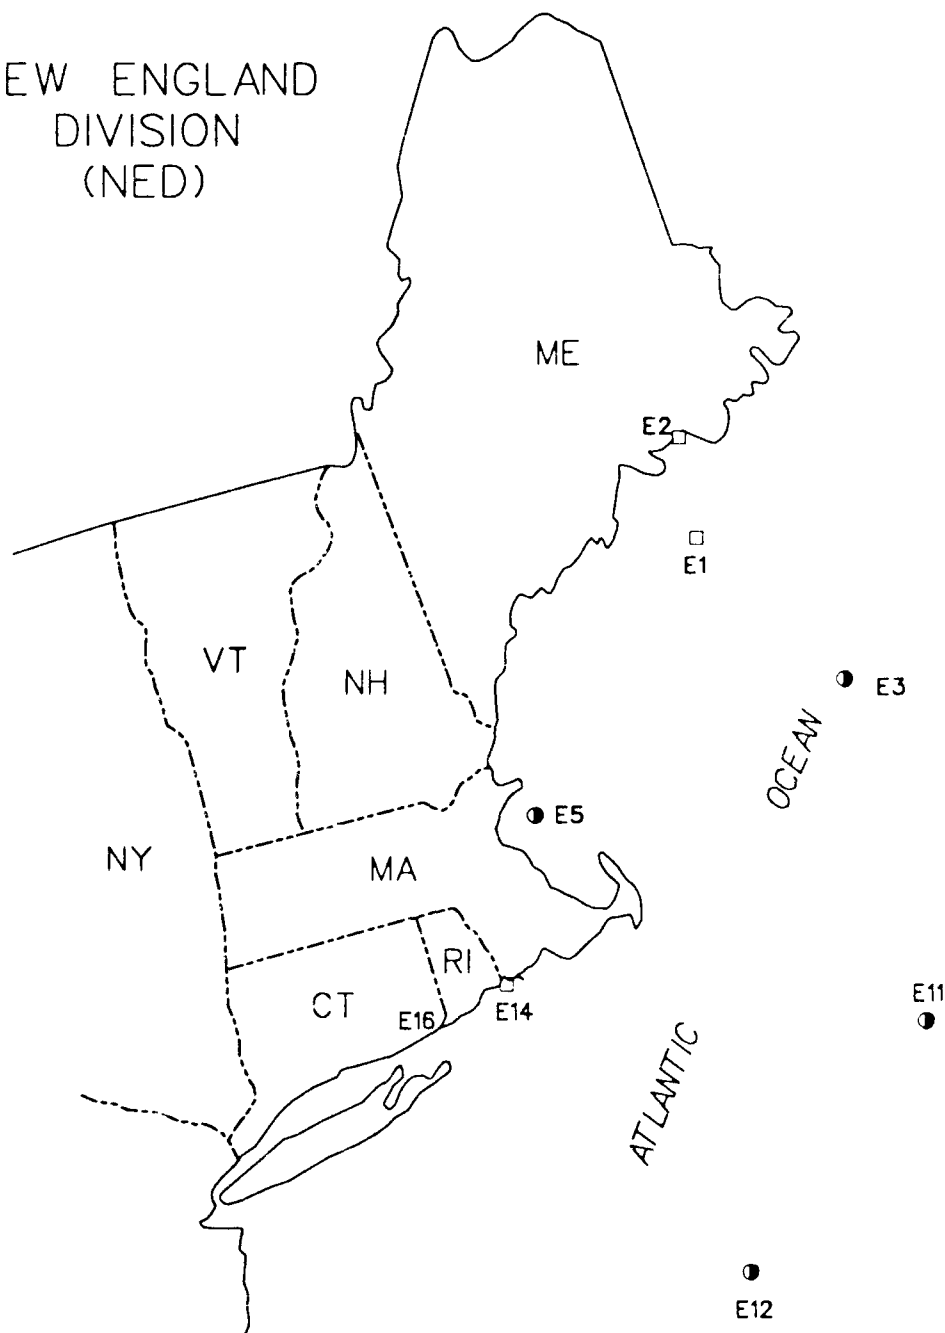 EW ENGLAND
DIVISION
(NED)
ME
E2
E1
VT
NH
E3
OCEAN
E5
NY
MA
RI
CT
E16
E14
E11
ATLANTIC
E12